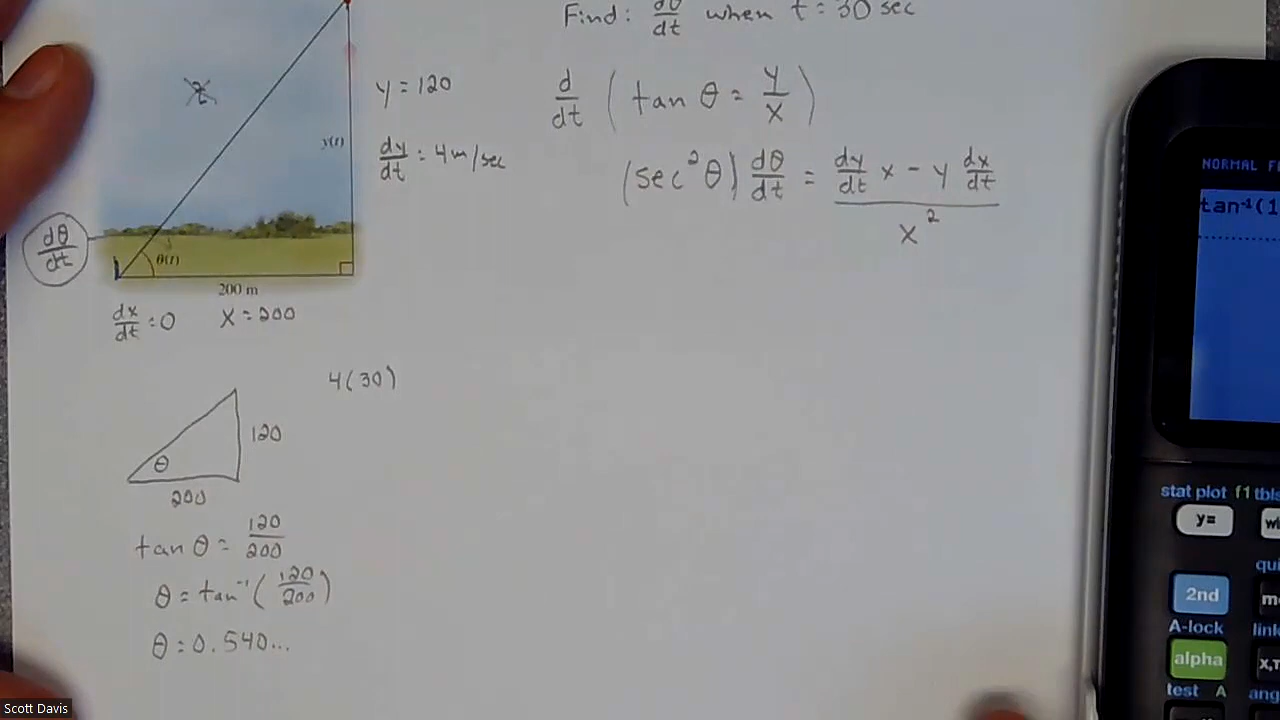 Find: dθ/dt when t = 30 sec
z
y = 120
y(t)
dy/dt = 4 m/sec
d/dt ( tan θ = y/x )
(sec²θ) dθ/dt = (dy/dt x - y dx/dt) / x²
dθ/dt
θ(t)
200 m
dx/dt = 0 x = 200
4(30)
120
θ
200
tan θ = 120/200
θ = tan⁻¹(120/200)
θ = 0.540...
NORMAL
tan⁻¹(1
stat plot f1
y=
2nd
A-lock
alpha
test A
Scott Davis